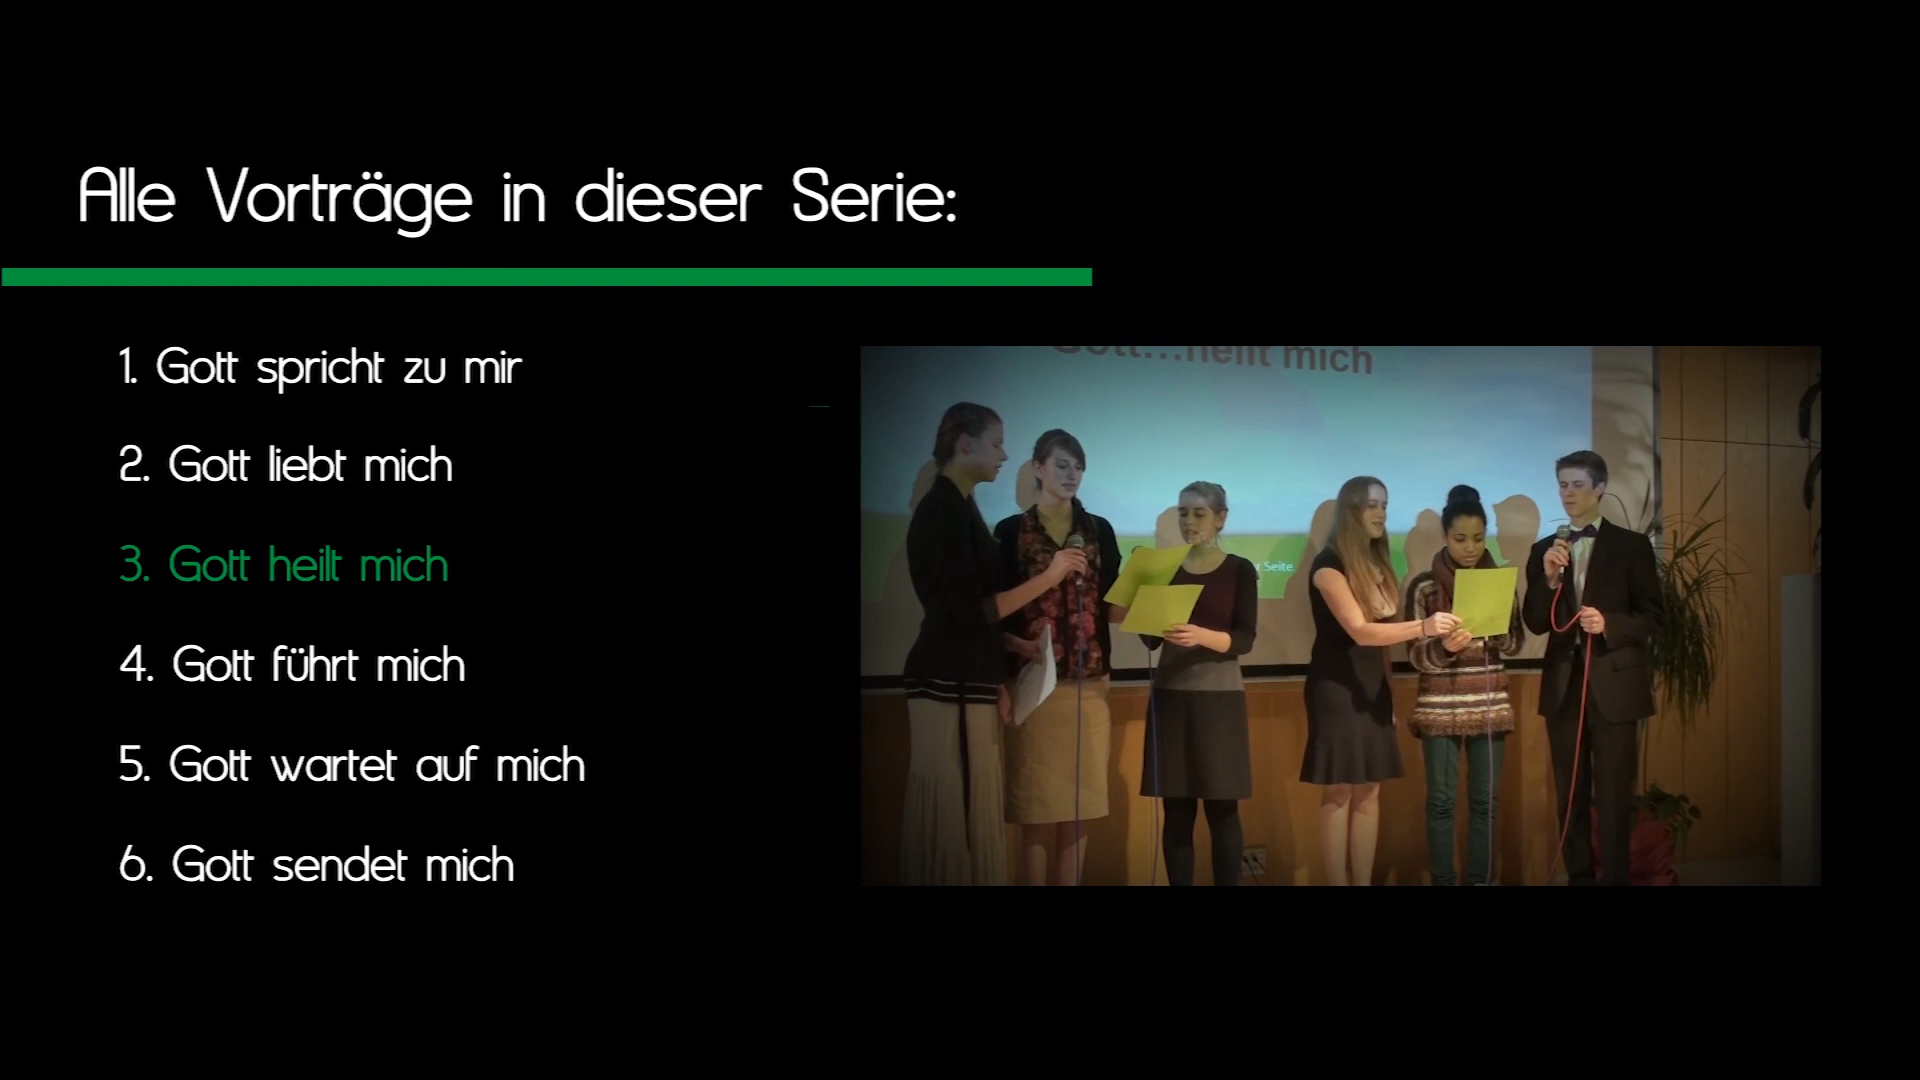 Alle Vorträge in dieser Serie:
1. Gott spricht zu mir
2. Gott liebt mich
3. Gott heilt mich
4. Gott führt mich
5. Gott wartet auf mich
6. Gott sendet mich
Gott...heilt mich
Seite